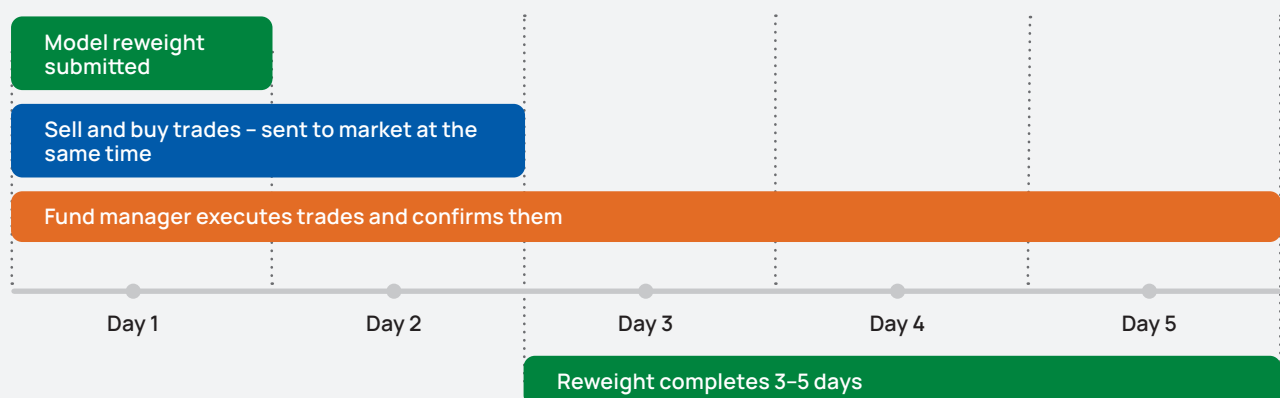 Model reweight
submitted
Sell and buy trades – sent to market at the
same time
Fund manager executes trades and confirms them
Day 1
Day 2
Day 3
Day 4
Day 5
Reweight completes 3–5 days